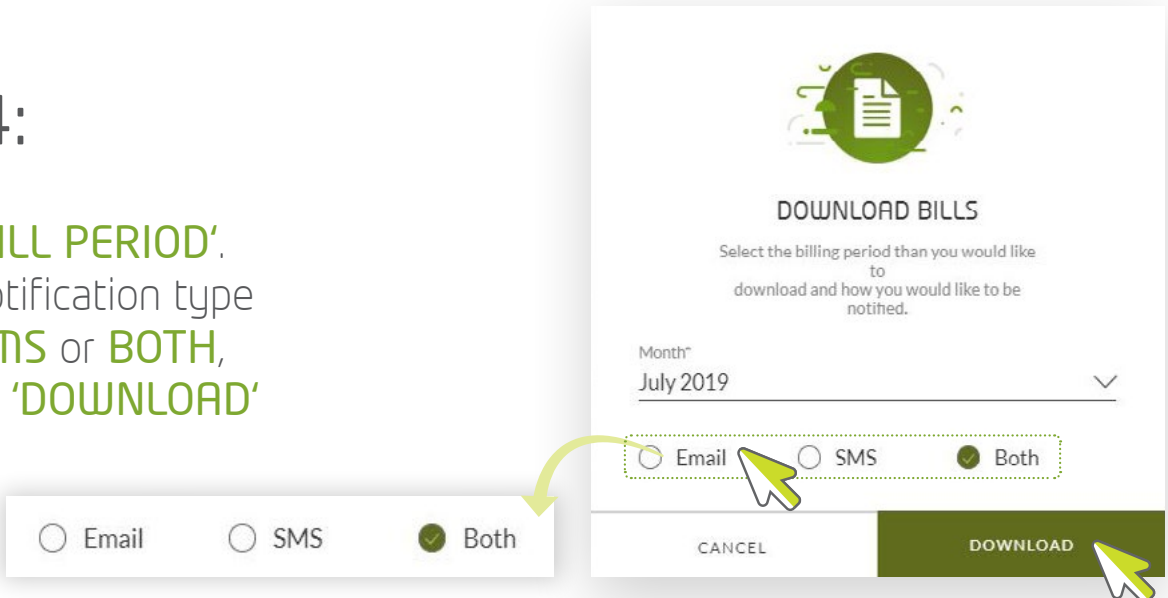 4:
ILL PERIOD‘.
otification type
MS or BOTH,
‘DOWNLOAD‘
DOWNLOAD BILLS
Select the billing period than you would like
to
download and how you would like to be
notified.
Month*
July 2019
Email SMS Both
CANCEL DOWNLOAD
Email SMS Both